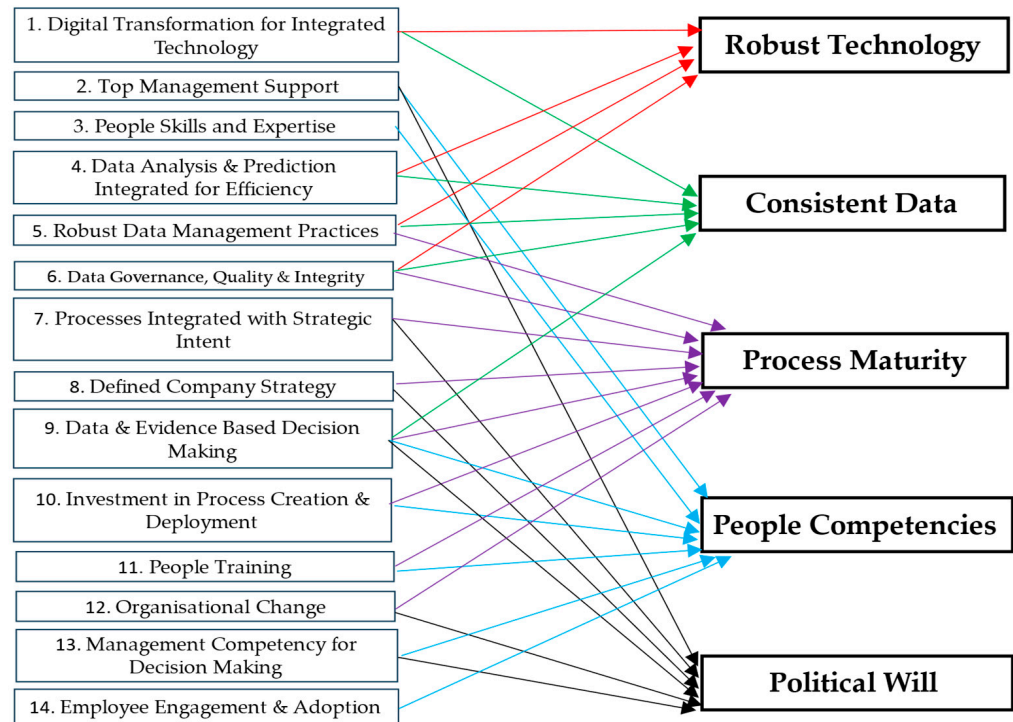 1. Digital Transformation for Integrated
Technology
2. Top Management Support
3. People Skills and Expertise
4. Data Analysis & Prediction
Integrated for Efficiency
5. Robust Data Management Practices
6. Data Governance, Quality & Integrity
7. Processes Integrated with Strategic
Intent
8. Defined Company Strategy
9. Data & Evidence Based Decision
Making
10. Investment in Process Creation &
Deployment
11. People Training
12. Organisational Change
13. Management Competency for
Decision Making
14. Employee Engagement & Adoption
Robust Technology
Consistent Data
Process Maturity
People Competencies
Political Will